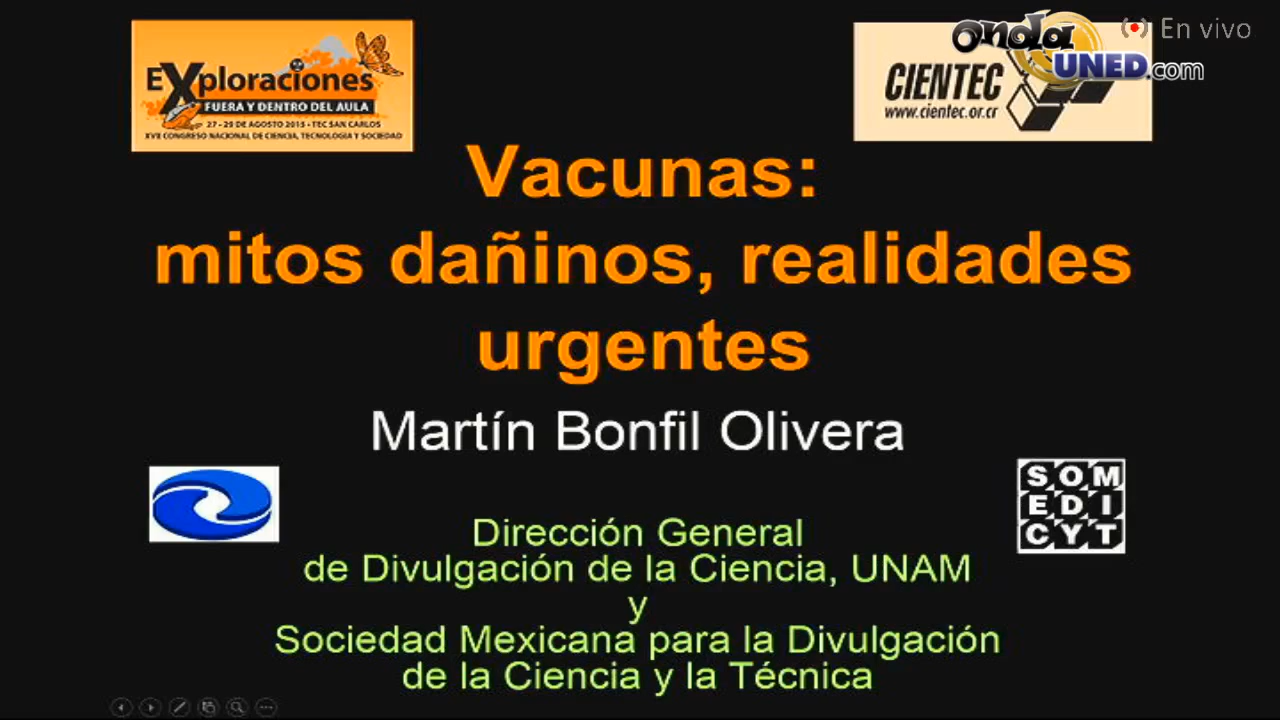 EXploraciones
FUERA Y DENTRO DEL AULA
27 - 29 DE AGOSTO 2015 • TEC SAN CARLOS
XVII CONGRESO NACIONAL DE CIENCIA, TECNOLOGIA Y SOCIEDAD
CIENTEC
www.cientec.or.cr
onda
UNED.com
En vivo
Vacunas:
mitos dañinos, realidades
urgentes
Martín Bonfil Olivera
SOM
EDI
CYT
Dirección General
de Divulgación de la Ciencia, UNAM
y
Sociedad Mexicana para la Divulgación
de la Ciencia y la Técnica